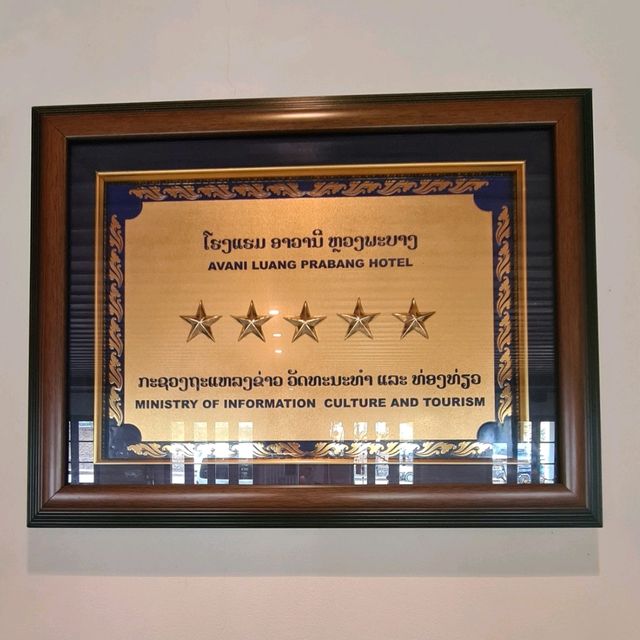 ໂຮງແຮມ ອາວານີ ຫຼວງພະບາງ
AVANI LUANG PRABANG HOTEL
ກະຊວງຖະແຫລງຂ່າວ ວັດທະນະທຳ ແລະ ທ່ອງທ່ຽວ
MINISTRY OF INFORMATION CULTURE AND TOURISM